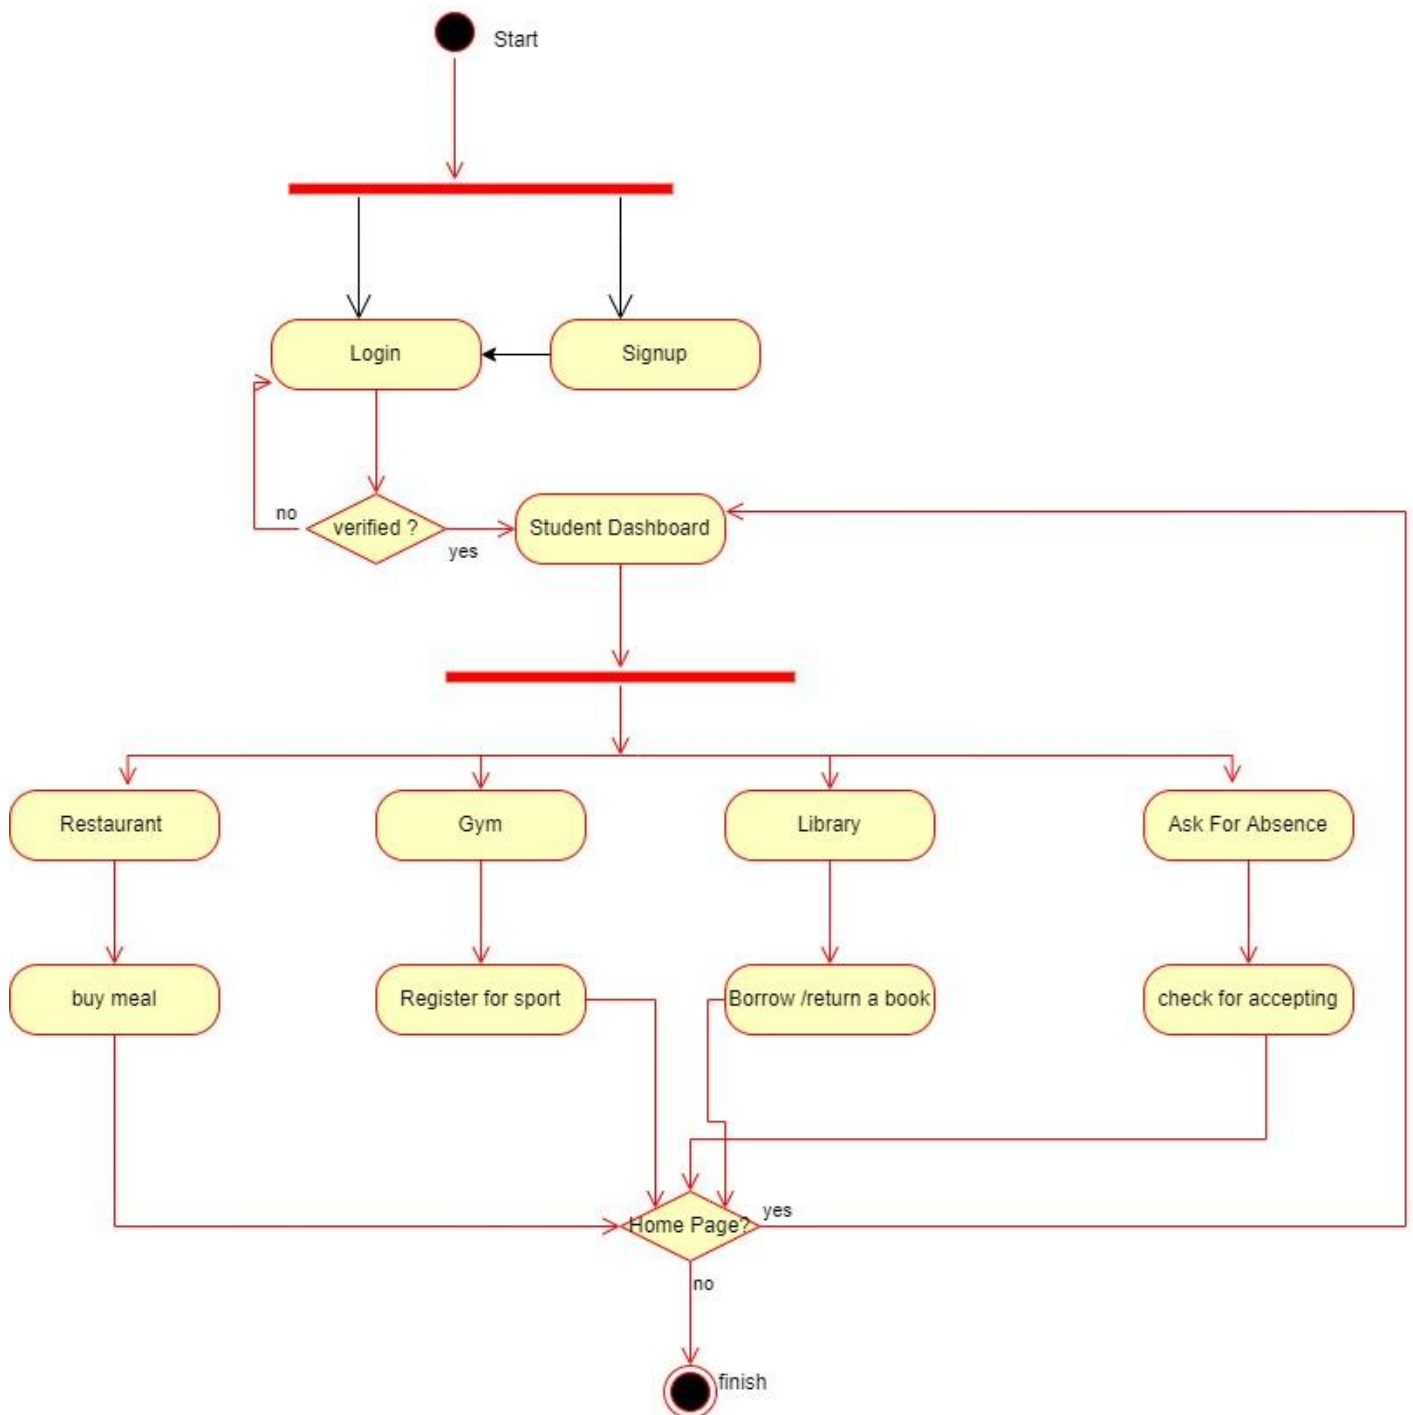 Start
Login
Signup
no
verified ?
yes
Student Dashboard
Restaurant
Gym
Library
Ask For Absence
buy meal
Register for sport
Borrow /return a book
check for accepting
Home Page?
yes
no
finish